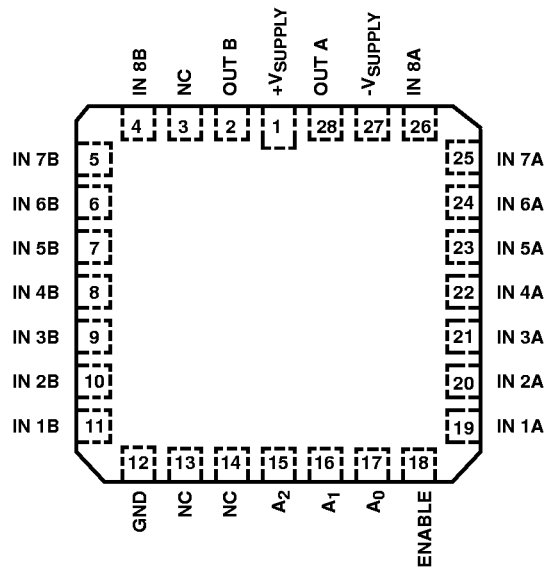 IN 8B
NC
OUT B
+VSUPPLY
OUT A
-VSUPPLY
IN 8A
4
3
2
1
28
27
26
IN 7B
5
25
IN 7A
IN 6B
6
24
IN 6A
IN 5B
7
23
IN 5A
IN 4B
8
22
IN 4A
IN 3B
9
21
IN 3A
IN 2B
10
20
IN 2A
IN 1B
11
19
IN 1A
12
13
14
15
16
17
18
GND
NC
NC
A2
A1
A0
ENABLE